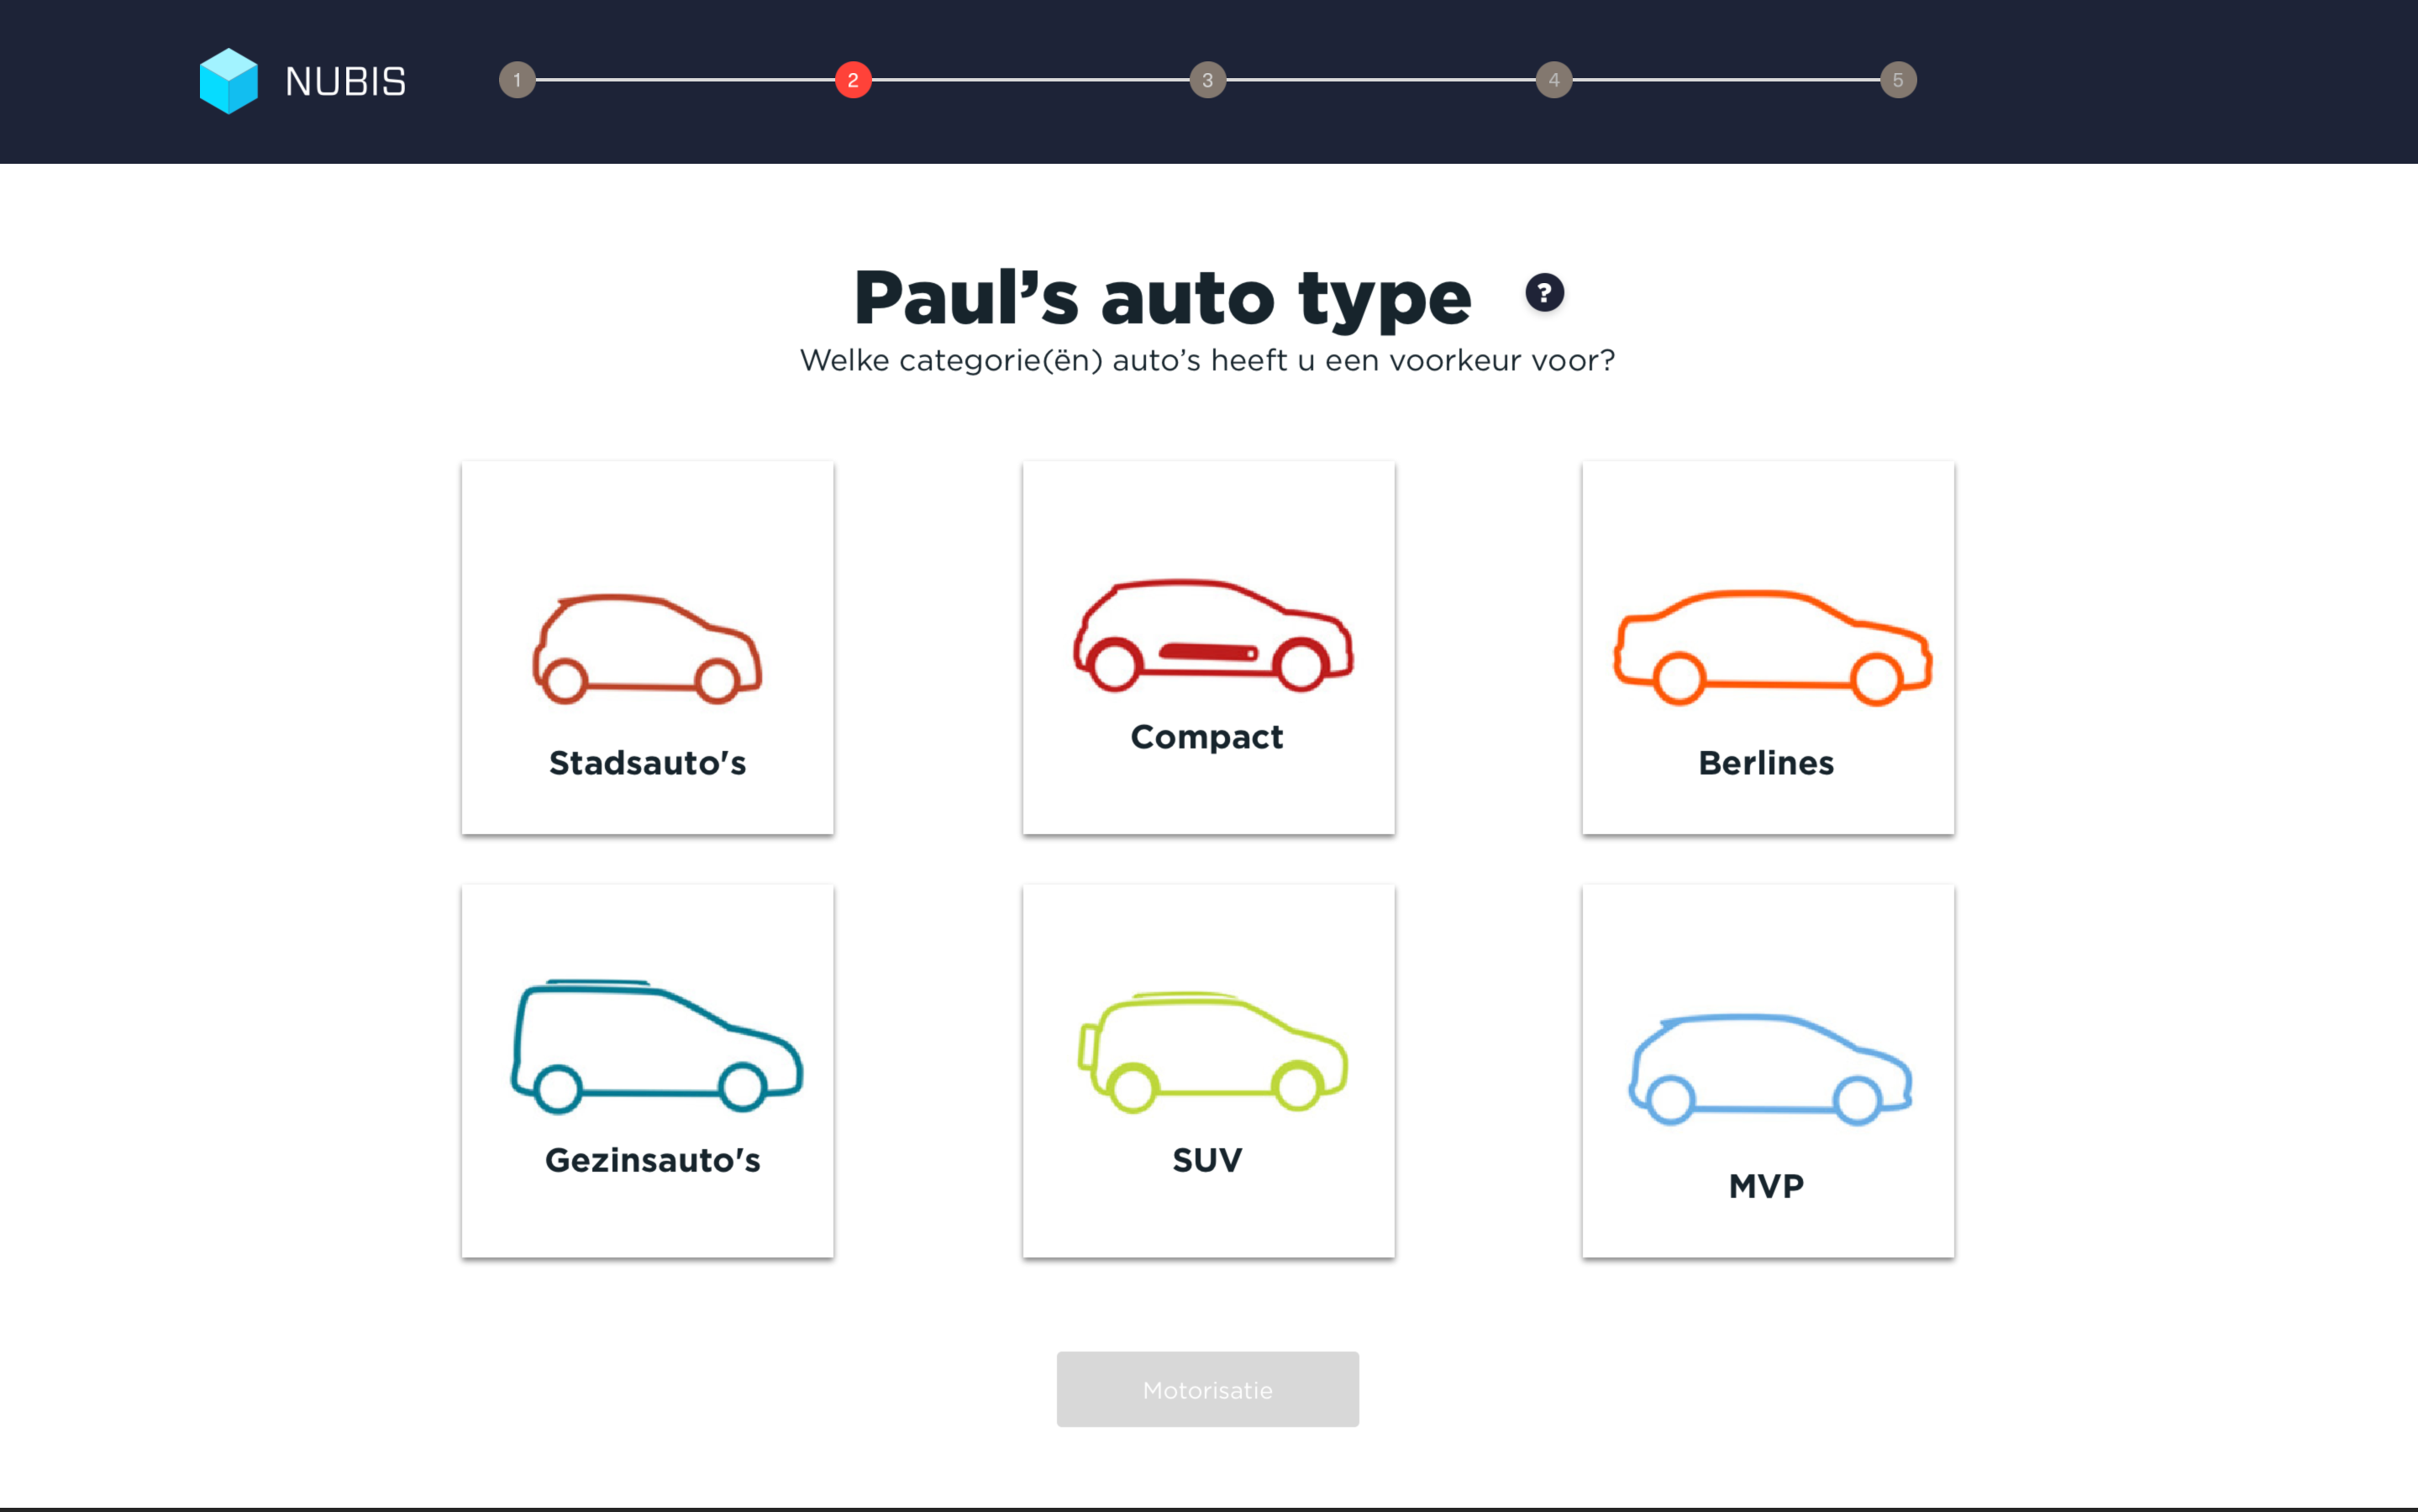 NUBIS
1 2 3 4 5
Paul’s auto type ?
Welke categorie(ën) auto’s heeft u een voorkeur voor?
Stadsauto's
Compact
Berlines
Gezinsauto's
SUV
MVP
Motorisatie